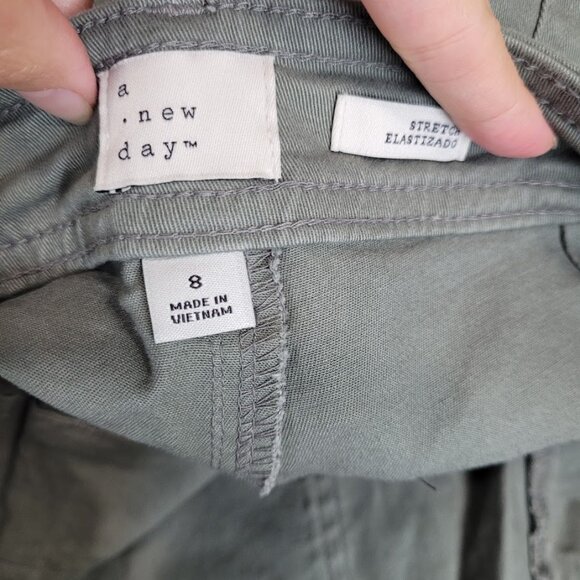 a
.new
day™
STRETCH
ELASTIZADO
8
MADE IN
VIETNAM